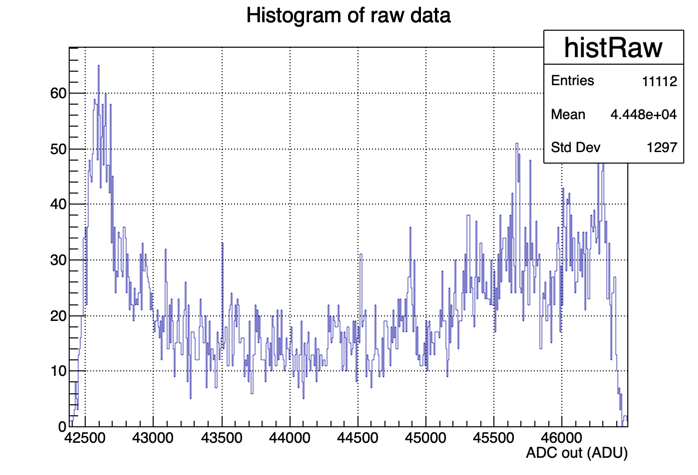 Histogram of raw data
histRaw
Entries 11112
Mean 4.448e+04
Std Dev 1297
60
50
40
30
20
10
0
42500 43000 43500 44000 44500 45000 45500 46000
ADC out (ADU)